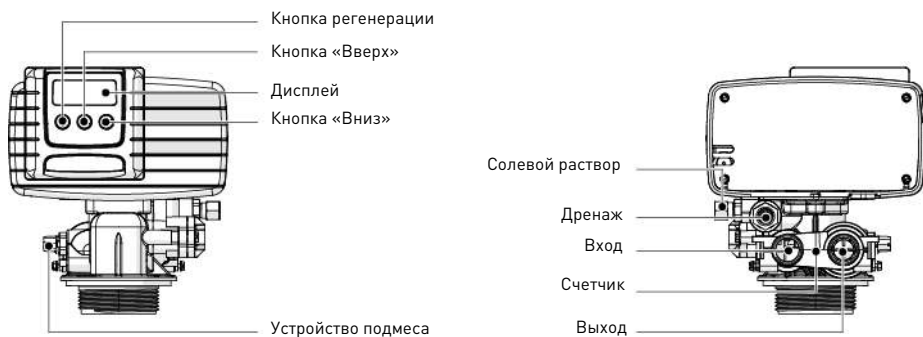 Кнопка регенерации
Кнопка «Вверх»
Дисплей
Кнопка «Вниз»
Устройство подмеса
Солевой раствор
Дренаж
Вход
Счетчик
Выход